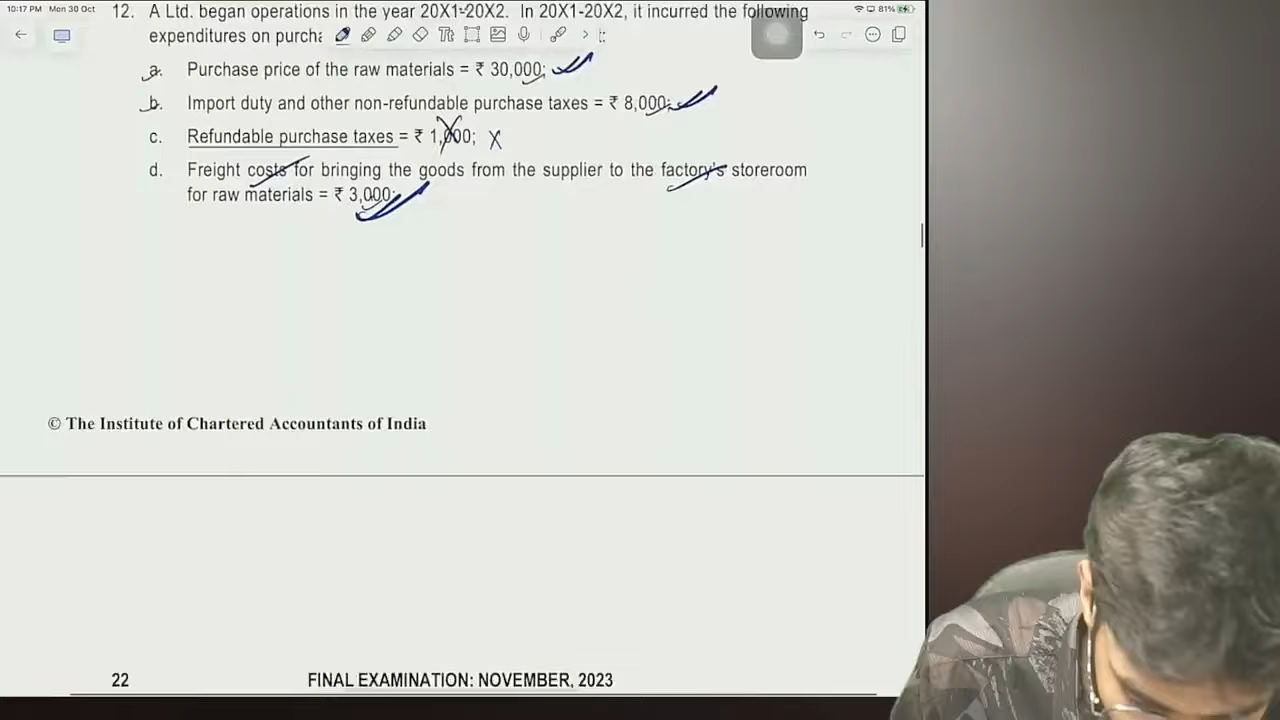 10:17 PM Mon 30 Oct
81%
12. A Ltd. began operations in the year 20X1-20X2. In 20X1-20X2, it incurred the following
expenditures on purcha :
a. Purchase price of the raw materials = ₹ 30,000;
b. Import duty and other non-refundable purchase taxes = ₹ 8,000;
c. Refundable purchase taxes = ₹ 1,000; X
d. Freight costs for bringing the goods from the supplier to the factory's storeroom
for raw materials = ₹ 3,000;
© The Institute of Chartered Accountants of India
22 FINAL EXAMINATION: NOVEMBER, 2023